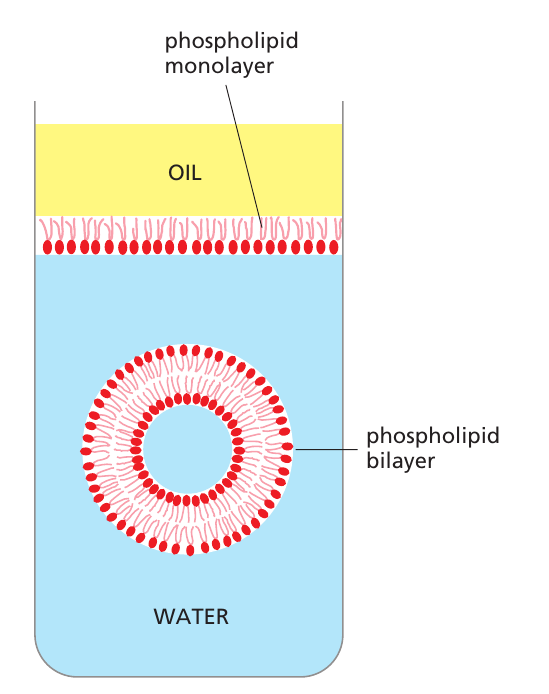 phospholipid
monolayer
OIL
phospholipid
bilayer
WATER